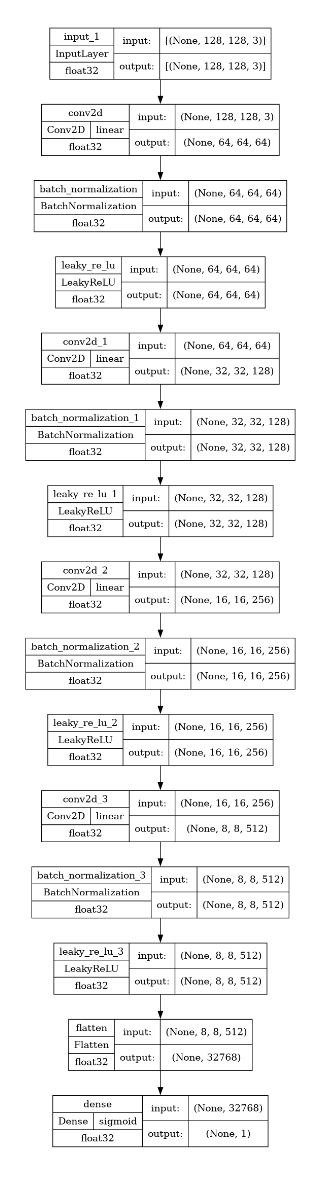 input_1
InputLayer
float32
input:
[(None, 128, 128, 3)]
output:
[(None, 128, 128, 3)]
conv2d
Conv2D linear
float32
input:
(None, 128, 128, 3)
output:
(None, 64, 64, 64)
batch_normalization
BatchNormalization
float32
input:
(None, 64, 64, 64)
output:
(None, 64, 64, 64)
leaky_re_lu
LeakyReLU
float32
input:
(None, 64, 64, 64)
output:
(None, 64, 64, 64)
conv2d_1
Conv2D linear
float32
input:
(None, 64, 64, 64)
output:
(None, 32, 32, 128)
batch_normalization_1
BatchNormalization
float32
input:
(None, 32, 32, 128)
output:
(None, 32, 32, 128)
leaky_re_lu_1
LeakyReLU
float32
input:
(None, 32, 32, 128)
output:
(None, 32, 32, 128)
conv2d_2
Conv2D linear
float32
input:
(None, 32, 32, 128)
output:
(None, 16, 16, 256)
batch_normalization_2
BatchNormalization
float32
input:
(None, 16, 16, 256)
output:
(None, 16, 16, 256)
leaky_re_lu_2
LeakyReLU
float32
input:
(None, 16, 16, 256)
output:
(None, 16, 16, 256)
conv2d_3
Conv2D linear
float32
input:
(None, 16, 16, 256)
output:
(None, 8, 8, 512)
batch_normalization_3
BatchNormalization
float32
input:
(None, 8, 8, 512)
output:
(None, 8, 8, 512)
leaky_re_lu_3
LeakyReLU
float32
input:
(None, 8, 8, 512)
output:
(None, 8, 8, 512)
flatten
Flatten
float32
input:
(None, 8, 8, 512)
output:
(None, 32768)
dense
Dense sigmoid
float32
input:
(None, 32768)
output:
(None, 1)